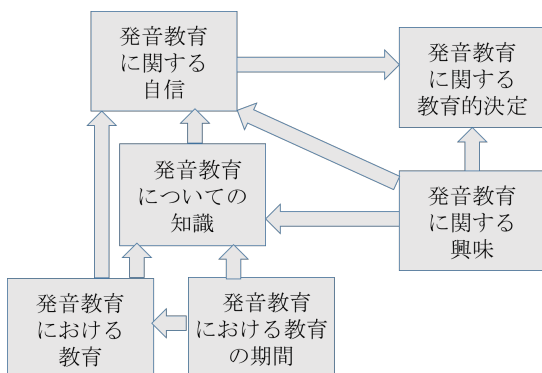 発音教育
に関する
自信
発音教育
に関する
教育的決定
発音教育
についての
知識
発音教育
に関する
興味
発音教育
における
教育
発音教育
における教育
の期間